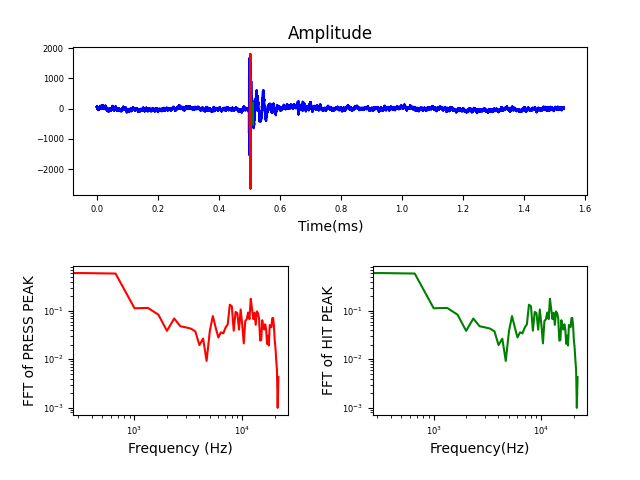 Amplitude
2000
1000
0
−1000
−2000
0.0 0.2 0.4 0.6 0.8 1.0 1.2 1.4 1.6
Time(ms)
FFT of PRESS PEAK
10⁻¹
10⁻²
10⁻³
10³ 10⁴
Frequency (Hz)
FFT of HIT PEAK
10⁻¹
10⁻²
10⁻³
10³ 10⁴
Frequency(Hz)